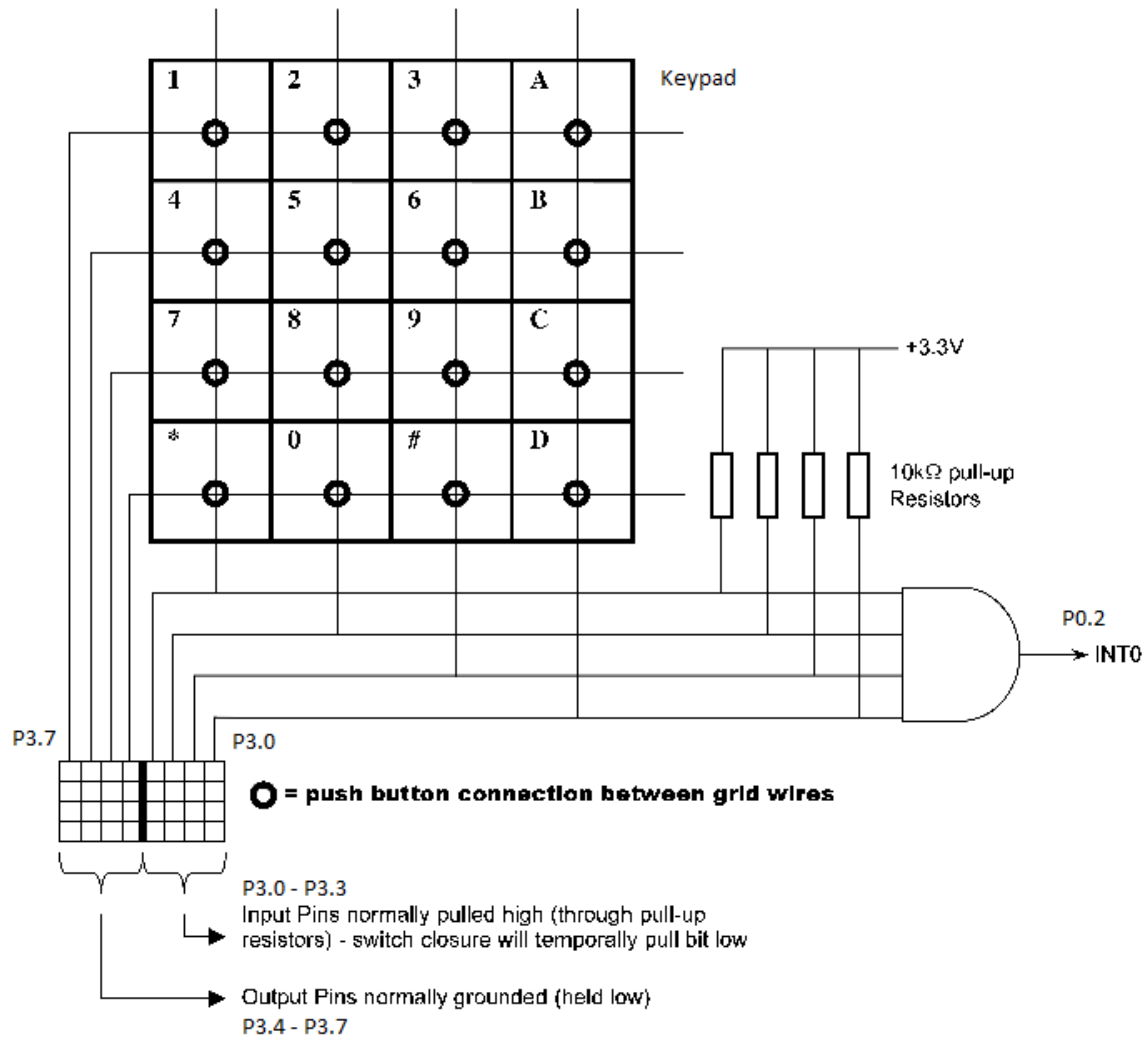 1 2 3 A Keypad
4 5 6 B
7 8 9 C
+3.3V
* 0 # D
10kΩ pull-up
Resistors
P0.2
INT0
P3.7 P3.0
= push button connection between grid wires
P3.0 - P3.3
Input Pins normally pulled high (through pull-up
resistors) - switch closure will temporally pull bit low
Output Pins normally grounded (held low)
P3.4 - P3.7